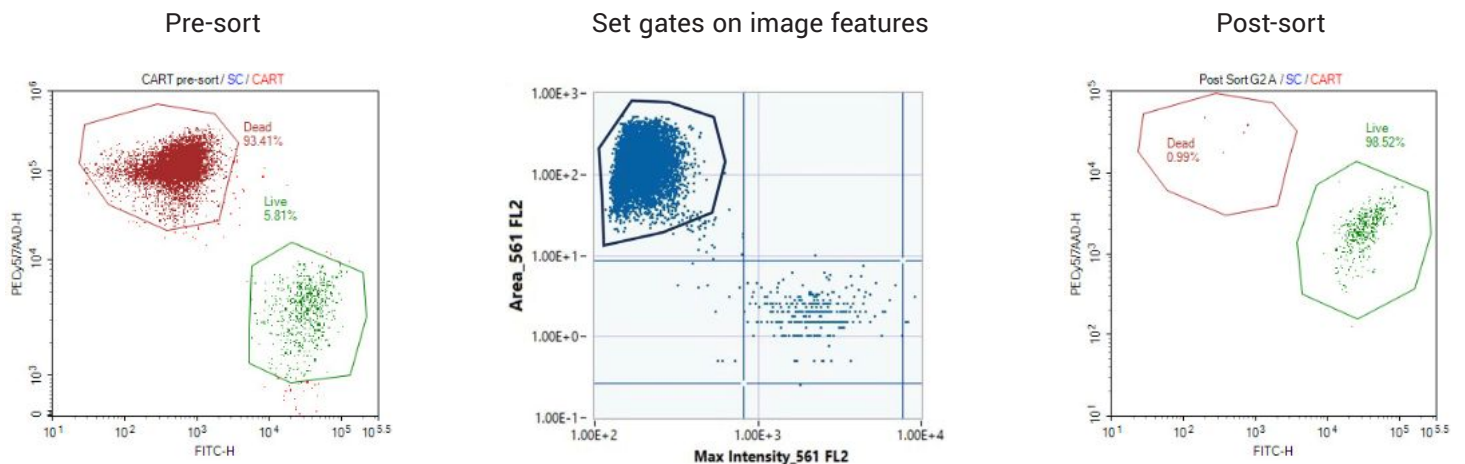 Pre-sort
CART pre-sort / SC / CART
10^6
10^5
10^4
10^3
0
PECy5/7AAD-H
Dead
93.41%
Live
5.81%
10^1 10^2 10^3 10^4 10^5 10^5.5
FITC-H
Set gates on image features
1.00E+3
1.00E+2
1.00E+1
1.00E+0
1.00E-1
Area_561 FL2
1.00E+2 1.00E+3 1.00E+4
Max Intensity_561 FL2
Post-sort
Post Sort G2 A / SC / CART
10^5
10^4
10^3
10^2
10^1
PECy5/7AAD-H
Dead
0.99%
Live
98.52%
10^1 10^2 10^3 10^4 10^5 10^5.5
FITC-H